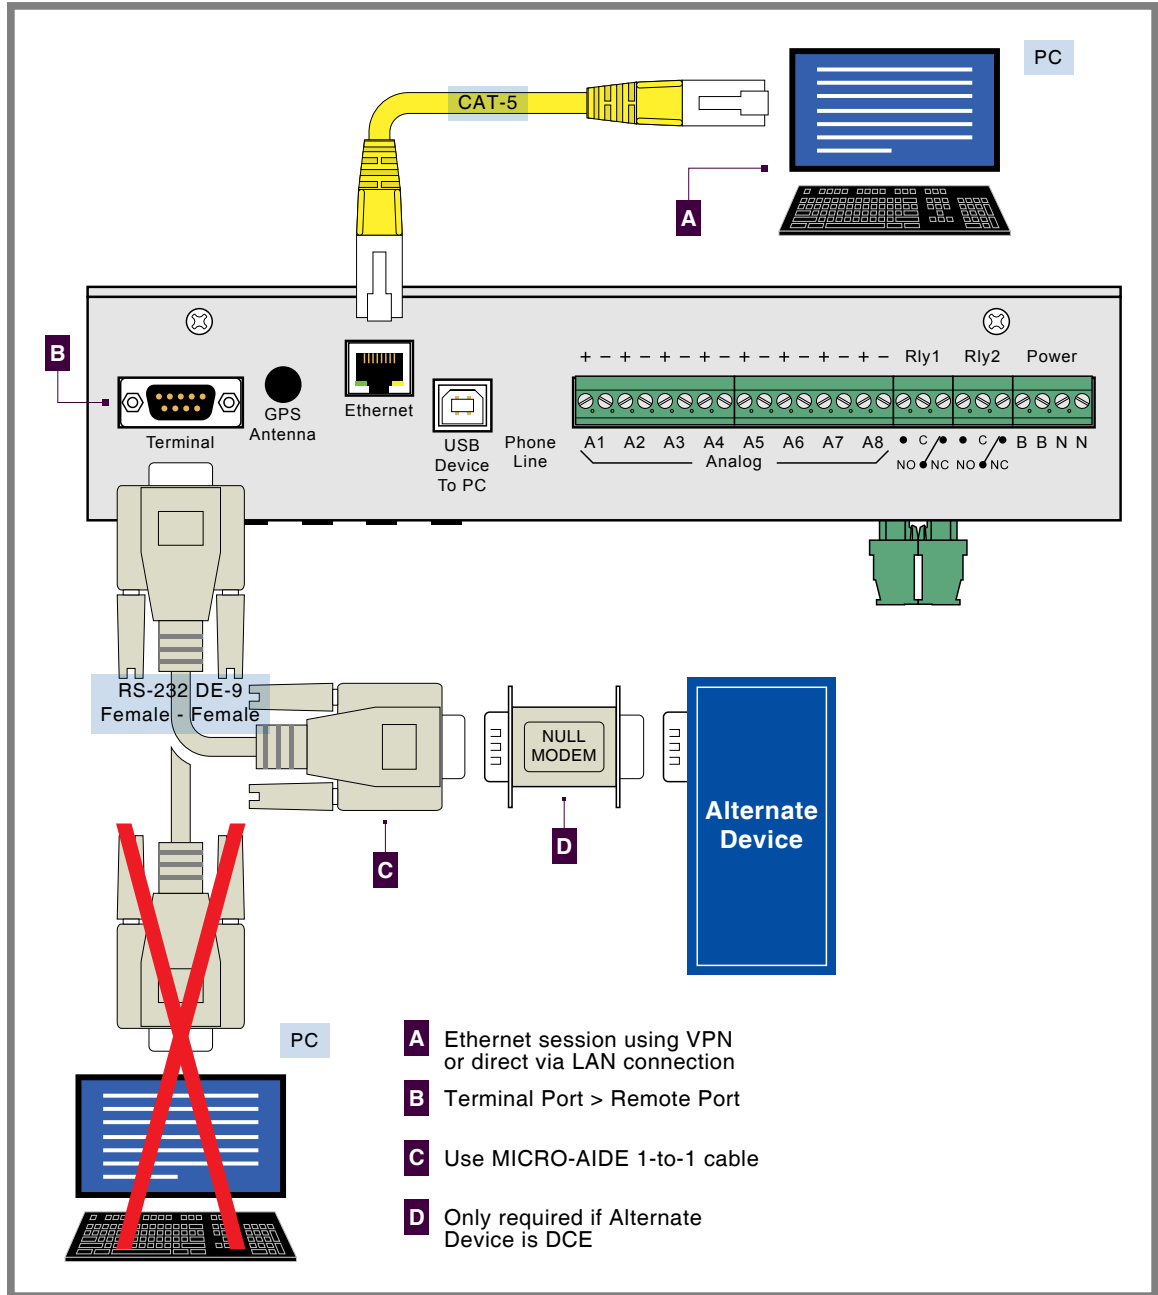 PC
CAT-5
A
B
+ - + - + - + - + - + - + - + - Rly1 Rly2 Power
Terminal
GPS
Antenna
Ethernet
USB
Device
To PC
Phone
Line
A1 A2 A3 A4 A5 A6 A7 A8
Analog
C
NO NC
C
NO NC
B B N N
RS-232 DE-9
Female - Female
NULL
MODEM
Alternate
Device
C
D
PC
A Ethernet session using VPN
or direct via LAN connection
B Terminal Port > Remote Port
C Use MICRO-AIDE 1-to-1 cable
D Only required if Alternate
Device is DCE